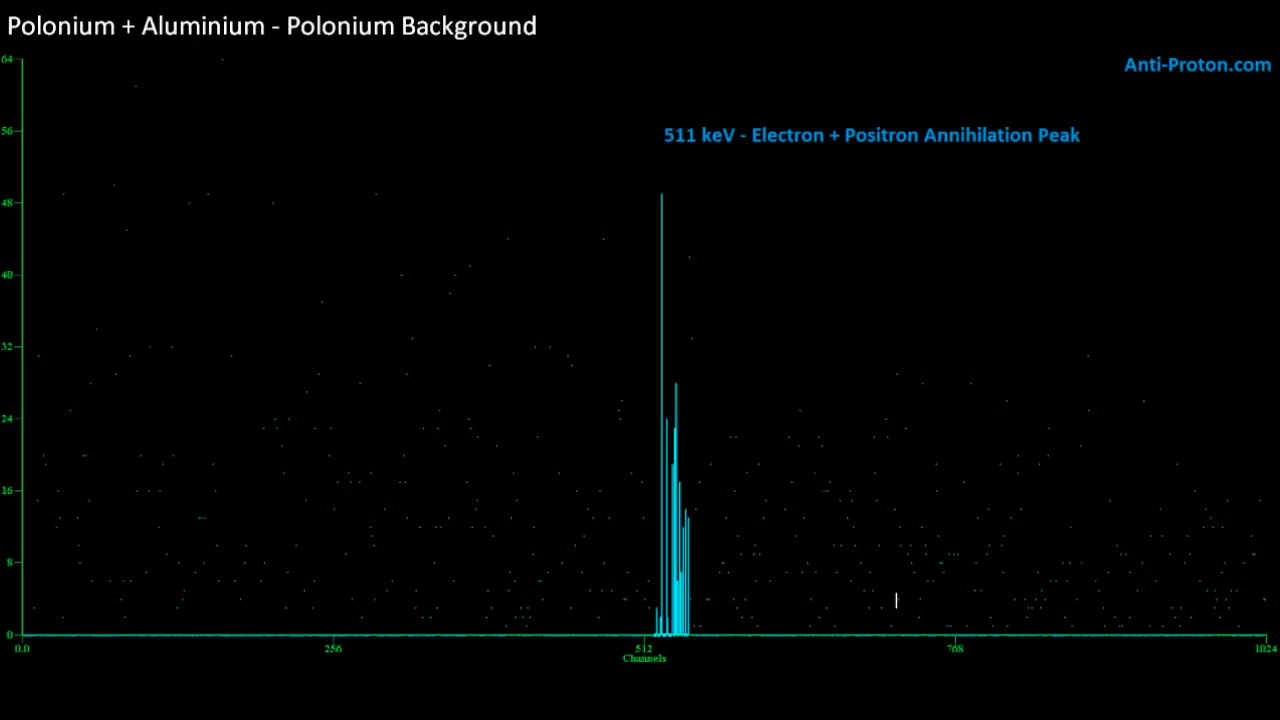 Polonium + Aluminium - Polonium Background
Anti-Proton.com
511 keV - Electron + Positron Annihilation Peak
64
56
48
40
32
24
16
8
0
0.0 256 512 768 1024
Channels